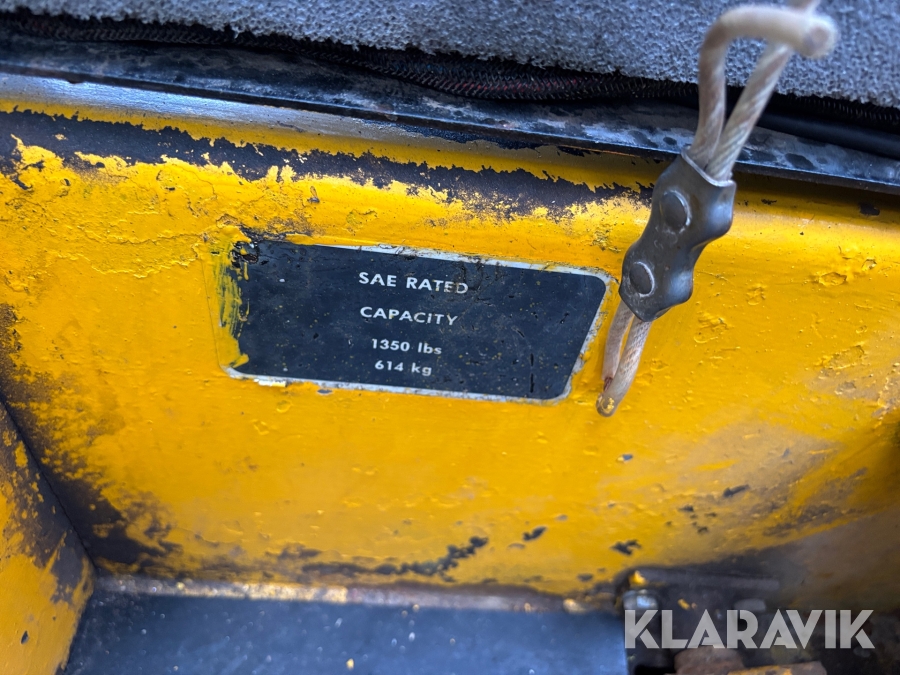 SAE RATED
CAPACITY
1350 lbs
614 kg
KLARAVIK